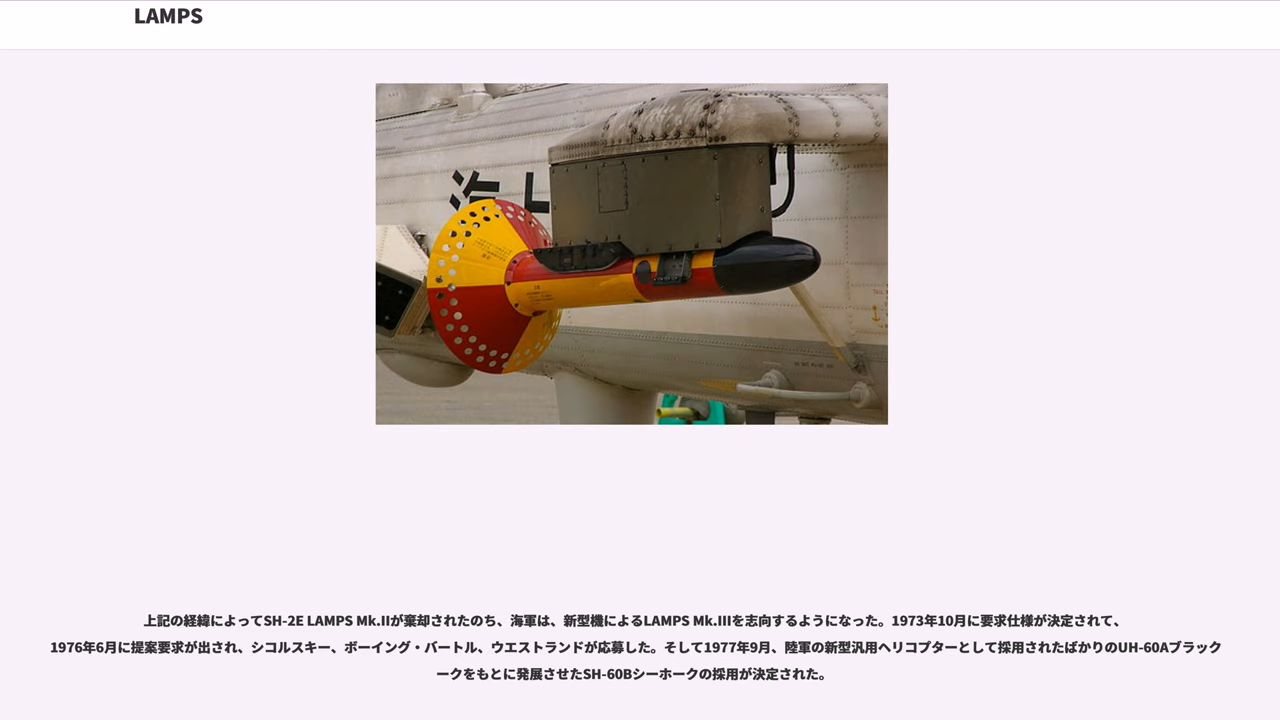 LAMPS
上記の経緯によってSH-2E LAMPS Mk.IIが棄却されたのち、海軍は、新型機によるLAMPS Mk.IIIを志向するようになった。1973年10月に要求仕様が決定されて、
1976年6月に提案要求が出され、シコルスキー、ボーイング・バートル、ウエストランドが応募した。そして1977年9月、陸軍の新型汎用ヘリコプターとして採用されたばかりのUH-60Aブラック
ークをもとに発展させたSH-60Bシーホークの採用が決定された。